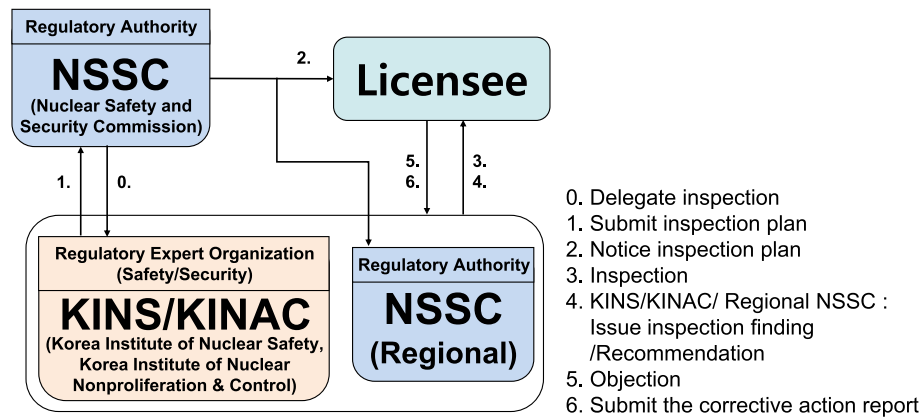 Regulatory Authority
NSSC
(Nuclear Safety and
Security Commission)
2.
Licensee
1.
0.
5.
6.
3.
4.
Regulatory Expert Organization
(Safety/Security)
KINS/KINAC
(Korea Institute of Nuclear Safety,
Korea Institute of Nuclear
Nonproliferation & Control)
Regulatory Authority
NSSC
(Regional)
0. Delegate inspection
1. Submit inspection plan
2. Notice inspection plan
3. Inspection
4. KINS/KINAC/ Regional NSSC :
Issue inspection finding
/Recommendation
5. Objection
6. Submit the corrective action report